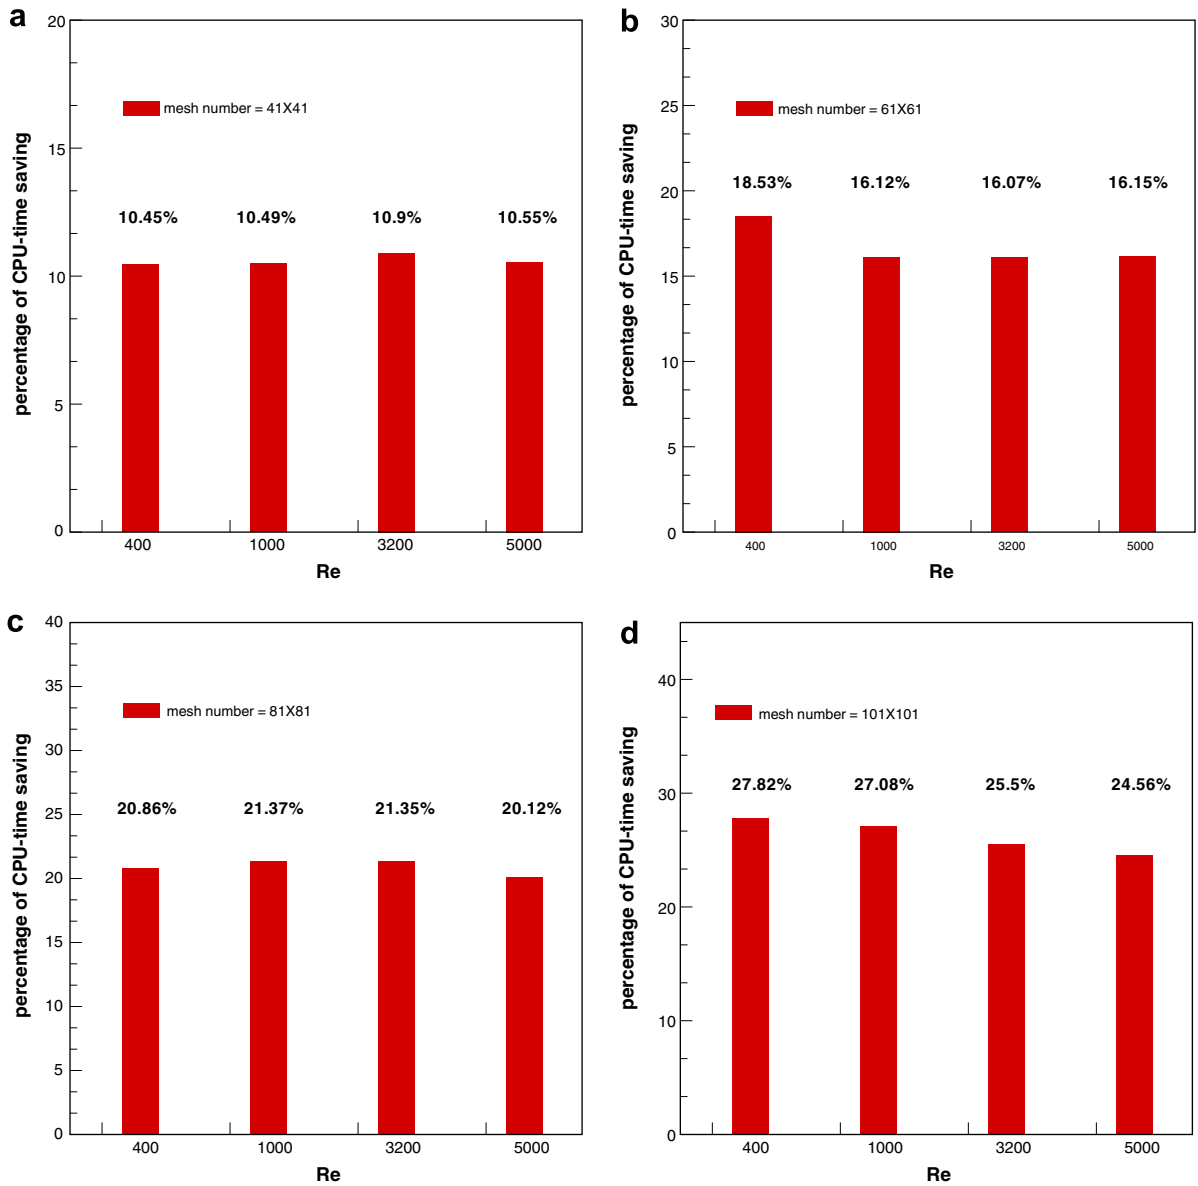 a
20
15
10
5
0
percentage of CPU-time saving
mesh number = 41X41
10.45% 10.49% 10.9% 10.55%
400 1000 3200 5000
Re
b
30
25
20
15
10
5
0
percentage of CPU-time saving
mesh number = 61X61
18.53% 16.12% 16.07% 16.15%
400 1000 3200 5000
Re
c
40
35
30
25
20
15
10
5
0
percentage of CPU-time saving
mesh number = 81X81
20.86% 21.37% 21.35% 20.12%
400 1000 3200 5000
Re
d
40
30
20
10
0
percentage of CPU-time saving
mesh number = 101X101
27.82% 27.08% 25.5% 24.56%
400 1000 3200 5000
Re